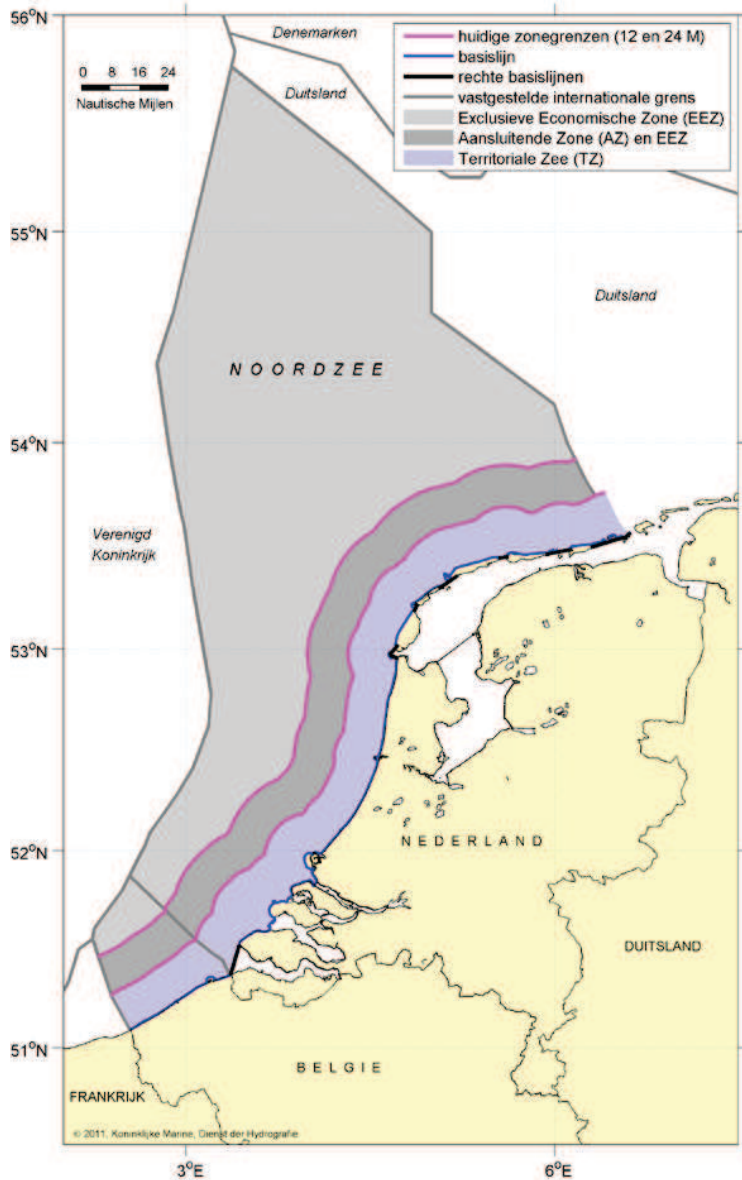 56°N
55°N
54°N
53°N
52°N
51°N
0 8 16 24
Nautische Mijlen
Denemarken
Duitsland
huidige zonegrenzen (12 en 24 M)
basislijn
rechte basislijnen
vastgestelde internationale grens
Exclusieve Economische Zone (EEZ)
Aansluitende Zone (AZ) en EEZ
Territoriale Zee (TZ)
Duitsland
NOORDZEE
Verenigd
Koninkrijk
NEDERLAND
DUITSLAND
BELGIE
FRANKRIJK
© 2011, Koninklijke Marine, Dienst der Hydrografie
3°E
6°E